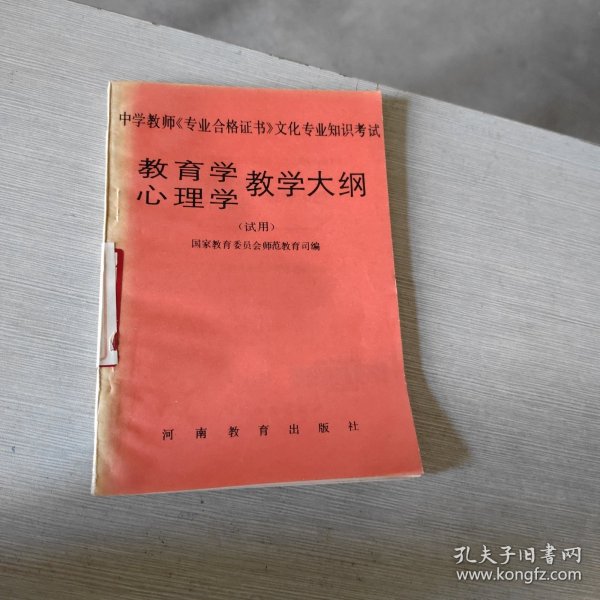 中学教师《专业合格证书》文化专业知识考试
教育学
心理学
教学大纲
（试用）
国家教育委员会师范教育司编
河南教育出版社
孔夫子旧书网
www.kongfz.com